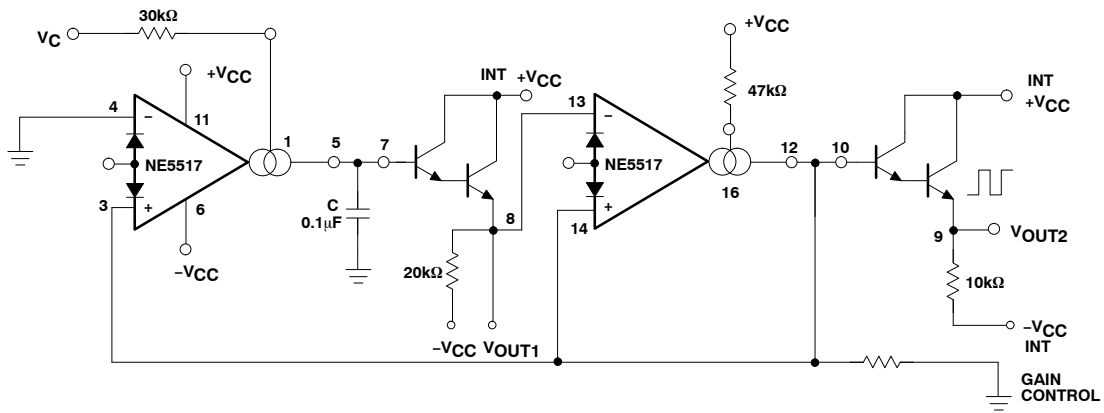 30kΩ
VC
+VCC
4
−
11
NE5517
1
3
+
6
−VCC
5
7
C
0.1µF
INT
+VCC
8
20kΩ
−VCC
VOUT1
13
−
NE5517
14
+
+VCC
47kΩ
16
12
10
INT
+VCC
9
VOUT2
10kΩ
−VCC
INT
GAIN
CONTROL